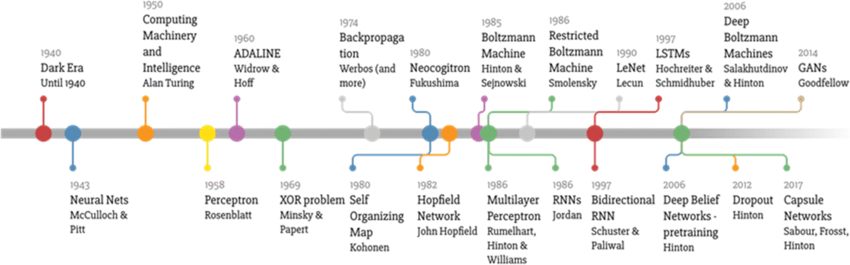 1940
Dark Era
Until 1940
1950
Computing
Machinery
and
Intelligence
Alan Turing
1960
ADALINE
Widrow &
Hoff
1974
Backpropaga
tion
Werbos (and
more)
1980
Neocogitron
Fukushima
1985
Boltzmann
Machine
Hinton &
Sejnowski
1986
Restricted
Boltzmann
Machine
Smolensky
1990
LeNet
Lecun
1997
LSTMs
Hochreiter &
Schmidhuber
2006
Deep
Boltzmann
Machines
Salakhutdinov
& Hinton
2014
GANs
Goodfellow
1943
Neural Nets
McCulloch &
Pitt
1958
Perceptron
Rosenblatt
1969
XOR problem
Minsky &
Papert
1980
Self
Organizing
Map
Kohonen
1982
Hopfield
Network
John Hopfield
1986
Multilayer
Perceptron
Rumelhart,
Hinton &
Williams
1986
RNNs
Jordan
1997
Bidirectional
RNN
Schuster &
Paliwal
2006
Deep Belief
Networks -
pretraining
Hinton
2012
Dropout
Hinton
2017
Capsule
Networks
Sabour, Frosst,
Hinton